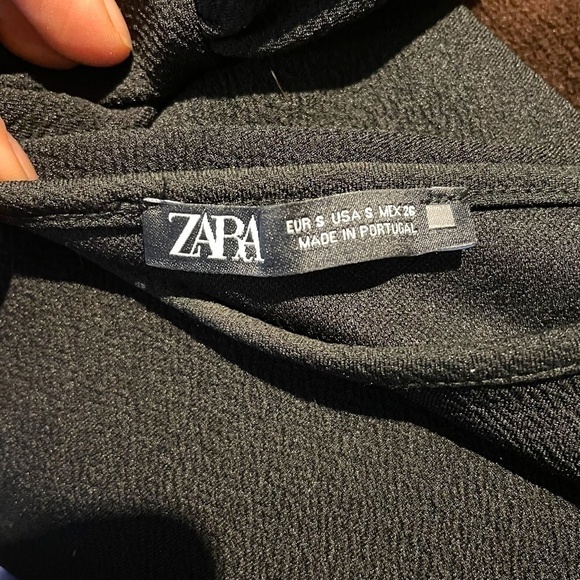 ZARA
EUR S USA S MEX 26
MADE IN PORTUGAL